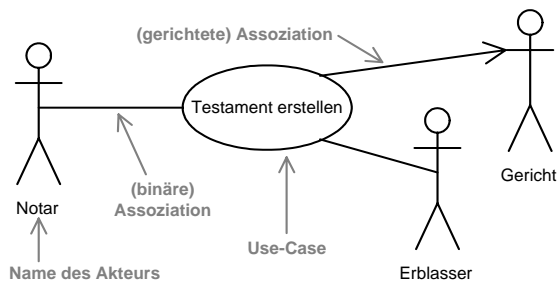 (gerichtete) Assoziation
Testament erstellen
Gericht
(binäre)
Assoziation
Notar
Use-Case
Name des Akteurs
Erblasser